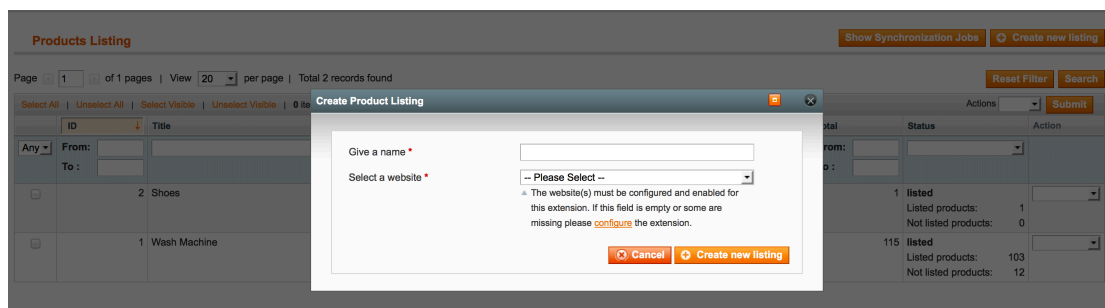 Products Listing
Show Synchronization Jobs
Create new listing
Page 1 of 1 pages | View 20 per page | Total 2 records found
Reset Filter Search
Select All | Unselect All | Select Visible | Unselect Visible | 0 ite
Actions Submit
Create Product Listing
ID Title
otal Status Action
Any From:
To :
rom:
o :
Give a name *
Select a website *
-- Please Select --
The website(s) must be configured and enabled for
this extension. If this field is empty or some are
missing please configure the extension.
Cancel Create new listing
2 Shoes
1 listed
Listed products: 1
Not listed products: 0
1 Wash Machine
115 listed
Listed products: 103
Not listed products: 12